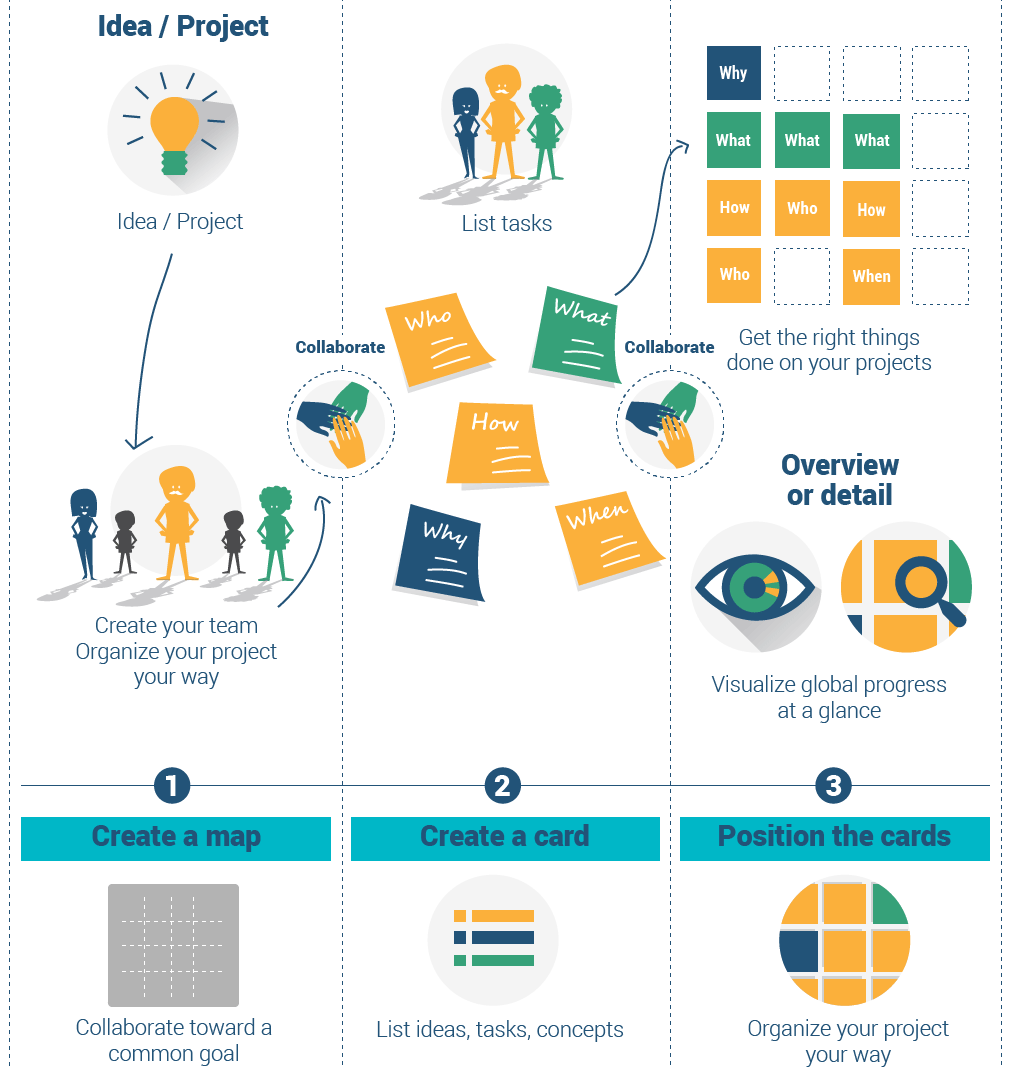 Idea / Project
Idea / Project
Create your team
Organize your project
your way
Collaborate
List tasks
Who
What
How
Why
When
Collaborate
Why
What What What
How Who How
Who When
Get the right things
done on your projects
Overview
or detail
Visualize global progress
at a glance
1
Create a map
Collaborate toward a
common goal
2
Create a card
List ideas, tasks, concepts
3
Position the cards
Organize your project
your way